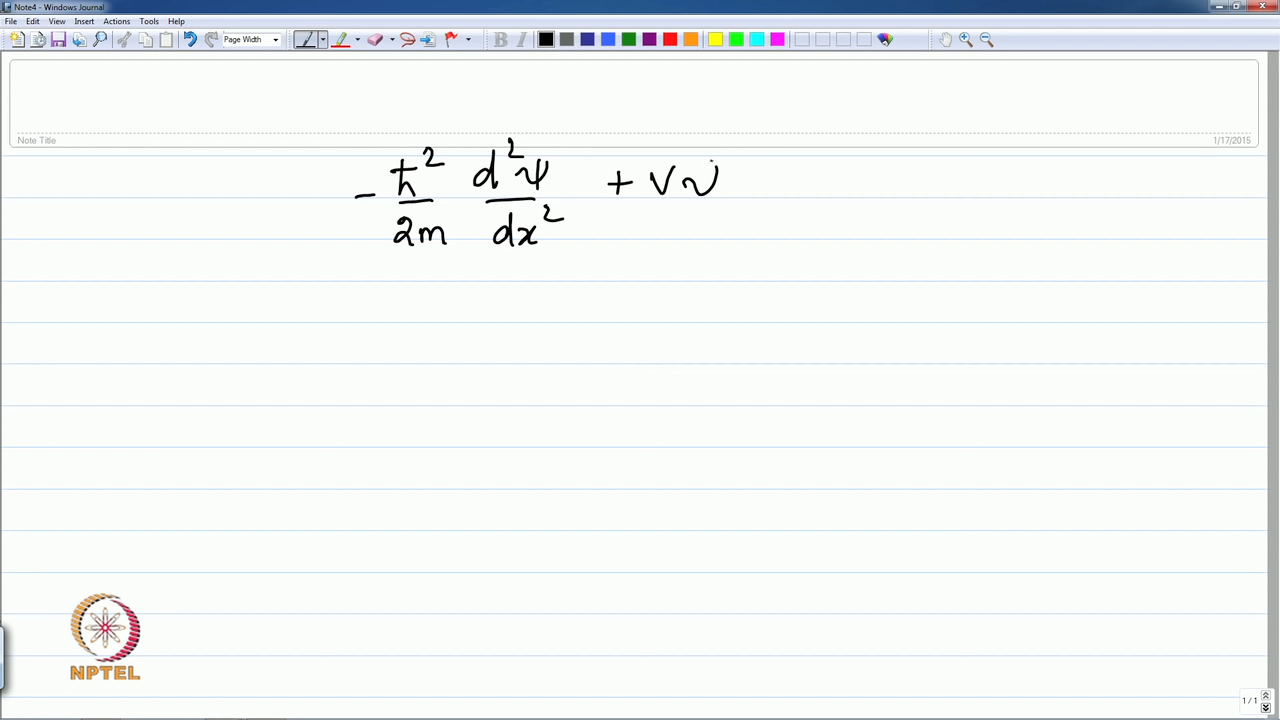 Note4 - Windows Journal
File Edit View Insert Actions Tools Help
Page Width
B I
Note Title
1/17/2015
- ħ² d²ψ + V
2m dx²
NPTEL
1/1